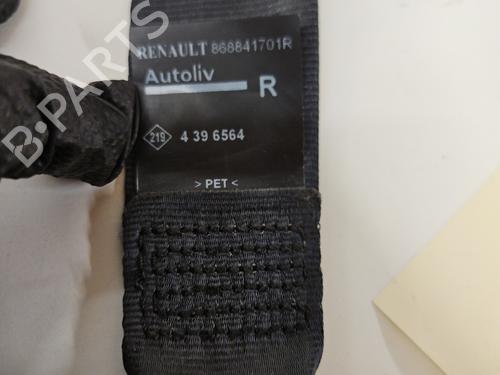 RENAULT 868841701R
Autoliv
R
219 4 39 6564
> PET <
B-PARTS